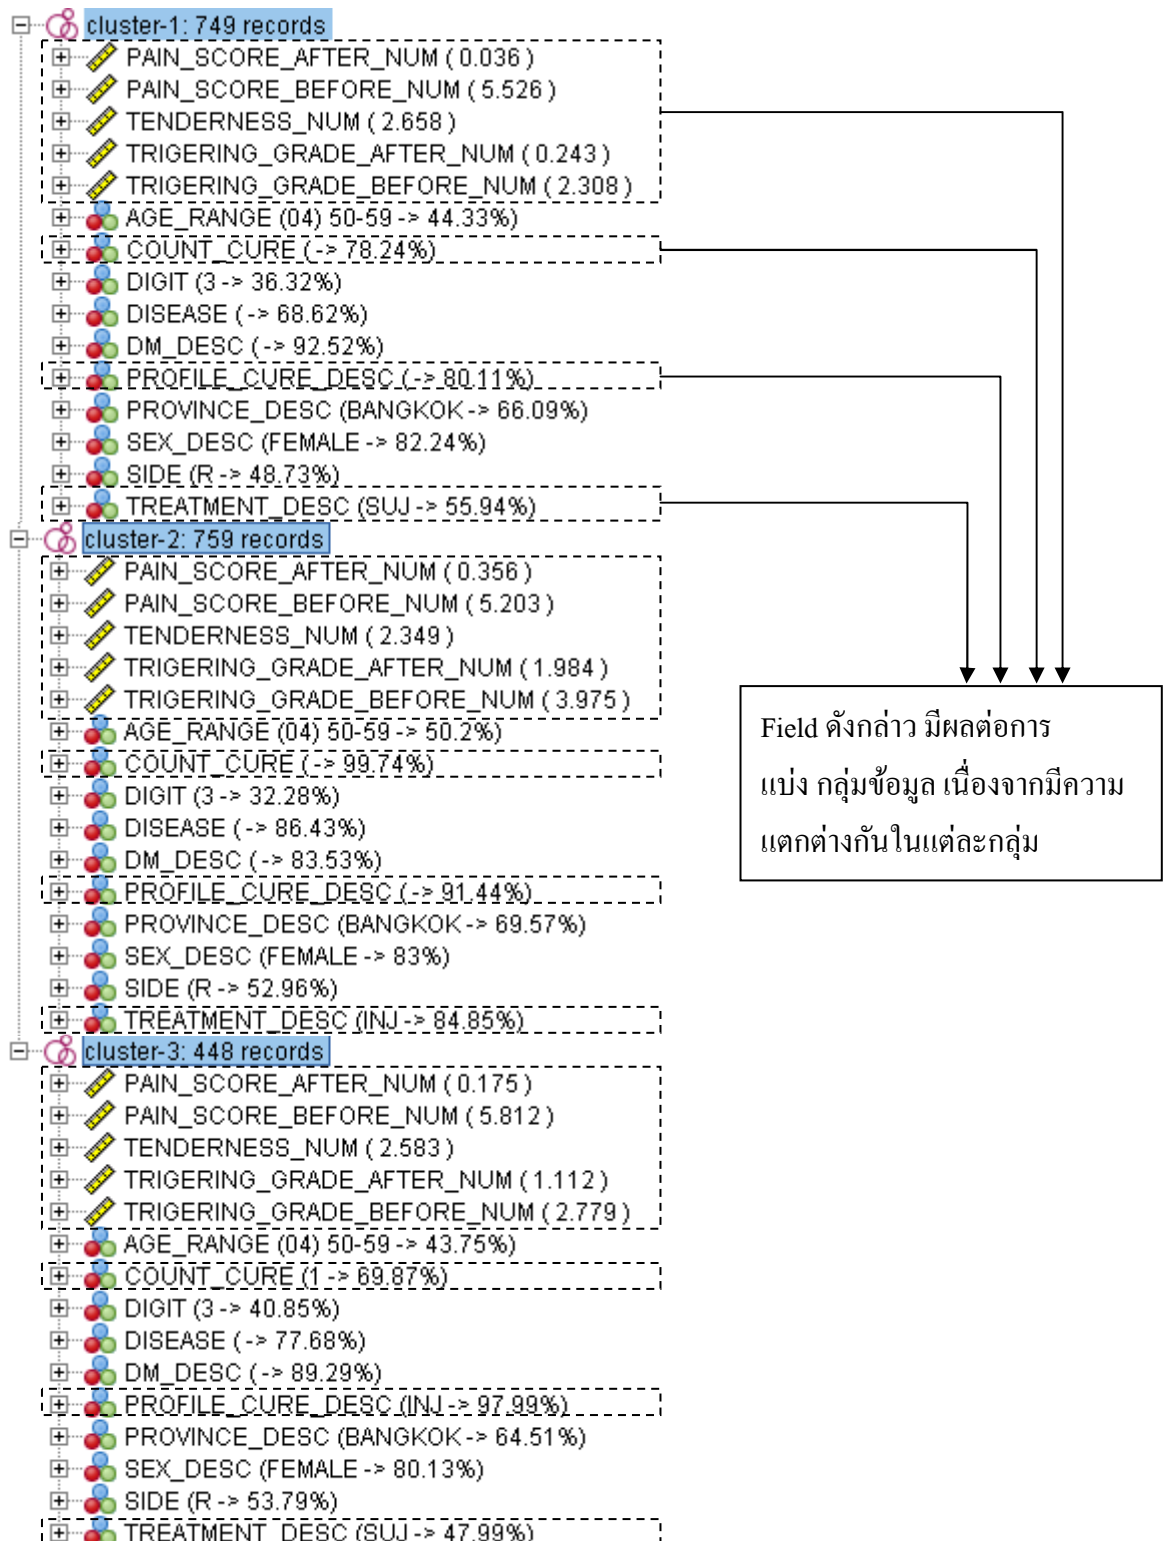 cluster-1: 749 records
PAIN_SCORE_AFTER_NUM ( 0.036 )
PAIN_SCORE_BEFORE_NUM ( 5.526 )
TENDERNESS_NUM ( 2.658 )
TRIGERING_GRADE_AFTER_NUM ( 0.243 )
TRIGERING_GRADE_BEFORE_NUM ( 2.308 )
AGE_RANGE (04) 50-59 -> 44.33%)
COUNT_CURE ( -> 78.24%)
DIGIT (3 -> 36.32%)
DISEASE ( -> 68.62%)
DM_DESC ( -> 92.52%)
PROFILE_CURE_DESC ( -> 80.11%)
PROVINCE_DESC (BANGKOK -> 66.09%)
SEX_DESC (FEMALE -> 82.24%)
SIDE (R -> 48.73%)
TREATMENT_DESC (SUJ -> 55.94%)
cluster-2: 759 records
PAIN_SCORE_AFTER_NUM ( 0.356 )
PAIN_SCORE_BEFORE_NUM ( 5.203 )
TENDERNESS_NUM ( 2.349 )
TRIGERING_GRADE_AFTER_NUM ( 1.984 )
TRIGERING_GRADE_BEFORE_NUM ( 3.975 )
AGE_RANGE (04) 50-59 -> 50.2%)
COUNT_CURE ( -> 99.74%)
DIGIT (3 -> 32.28%)
DISEASE ( -> 86.43%)
DM_DESC ( -> 83.53%)
PROFILE_CURE_DESC ( -> 91.44%)
PROVINCE_DESC (BANGKOK -> 69.57%)
SEX_DESC (FEMALE -> 83%)
SIDE (R -> 52.96%)
TREATMENT_DESC (INJ -> 84.85%)
cluster-3: 448 records
PAIN_SCORE_AFTER_NUM ( 0.175 )
PAIN_SCORE_BEFORE_NUM ( 5.812 )
TENDERNESS_NUM ( 2.583 )
TRIGERING_GRADE_AFTER_NUM ( 1.112 )
TRIGERING_GRADE_BEFORE_NUM ( 2.779 )
AGE_RANGE (04) 50-59 -> 43.75%)
COUNT_CURE (1 -> 69.87%)
DIGIT (3 -> 40.85%)
DISEASE ( -> 77.68%)
DM_DESC ( -> 89.29%)
PROFILE_CURE_DESC (INJ -> 97.99%)
PROVINCE_DESC (BANGKOK -> 64.51%)
SEX_DESC (FEMALE -> 80.13%)
SIDE (R -> 53.79%)
TREATMENT_DESC (SUJ -> 47.99%)
Field ดังกล่าว มีผลต่อการ
แบ่ง กลุ่มข้อมูล เนื่องจากมีความ
แตกต่างกันในแต่ละกลุ่ม